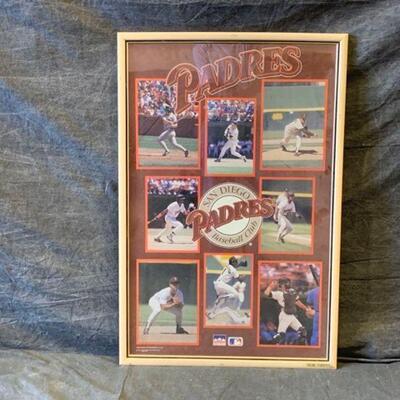 PADRES
SAN DIEGO
PADRES
Baseball Club